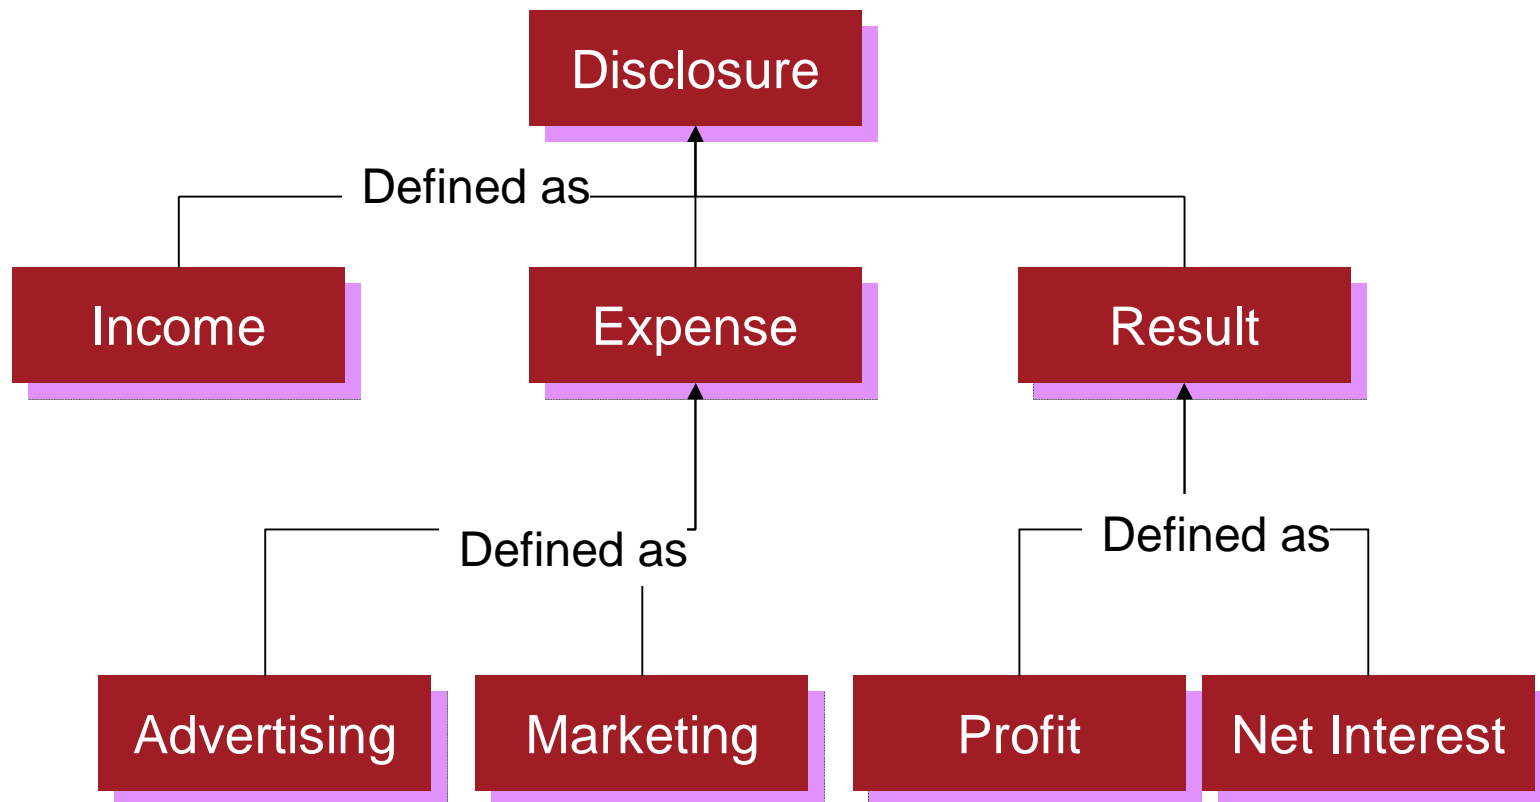 Disclosure
Defined as
Income
Expense
Result
Defined as
Defined as
Advertising
Marketing
Profit
Net Interest